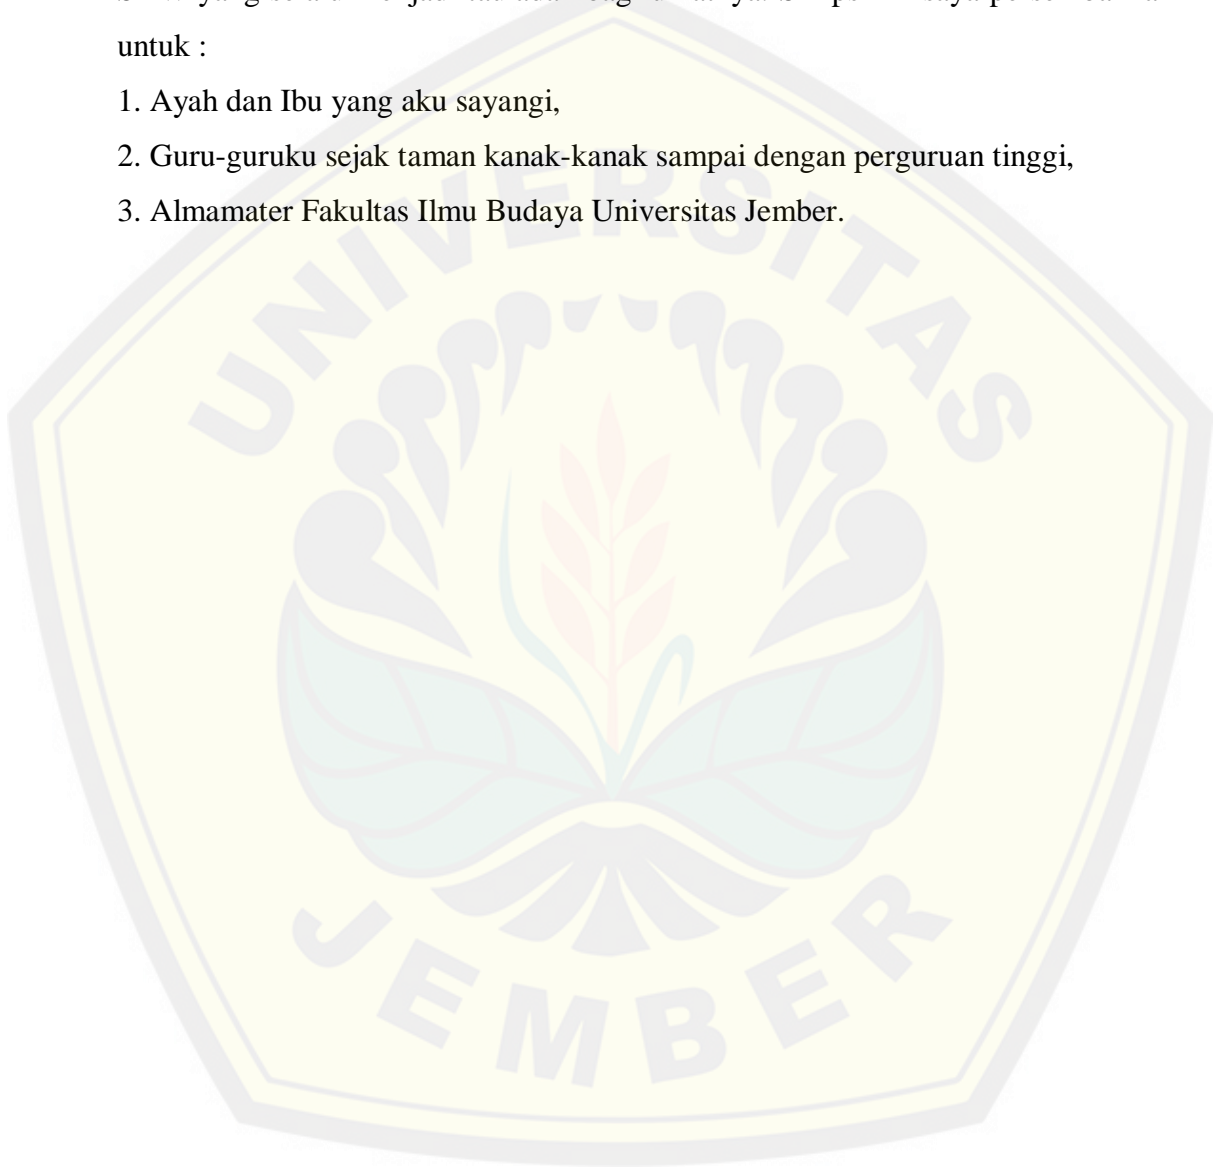 untuk :
1. Ayah dan Ibu yang aku sayangi,
2. Guru-guruku sejak taman kanak-kanak sampai dengan perguruan tinggi,
3. Almamater Fakultas Ilmu Budaya Universitas Jember.
UNIVERSITAS
JEMBER